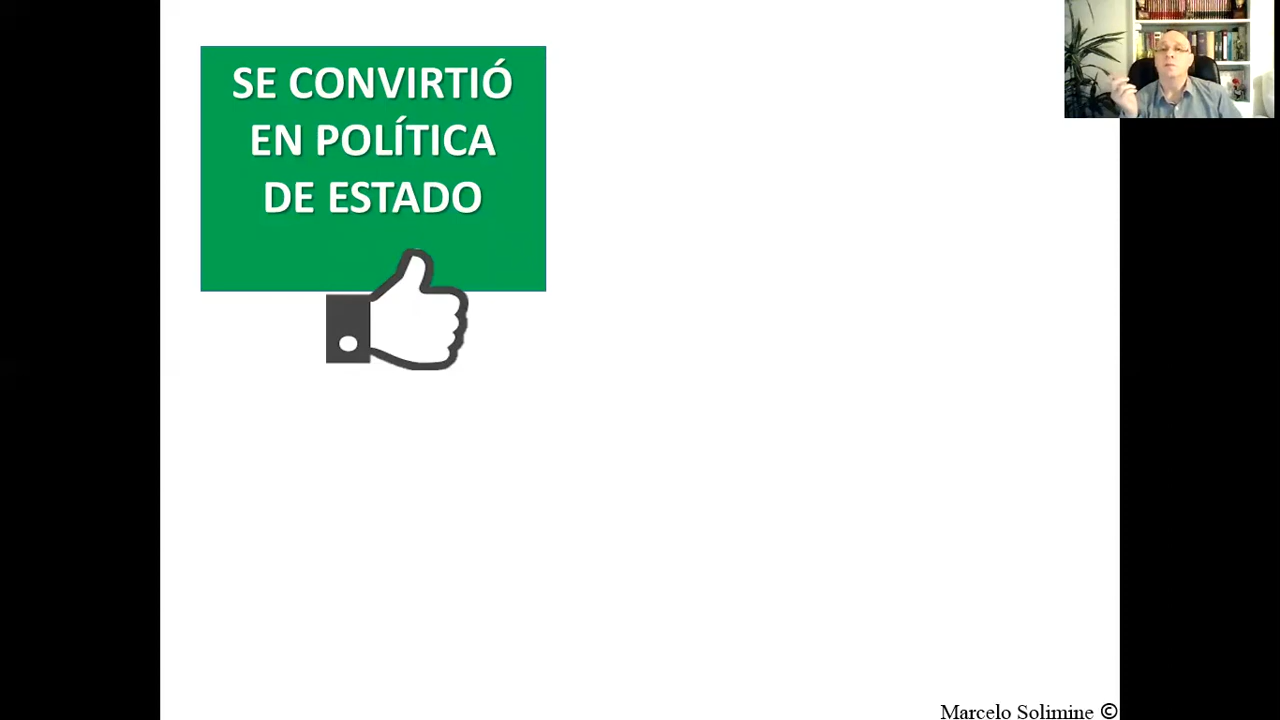 SE CONVIRTIÓ
EN POLÍTICA
DE ESTADO
Marcelo Solimine ©